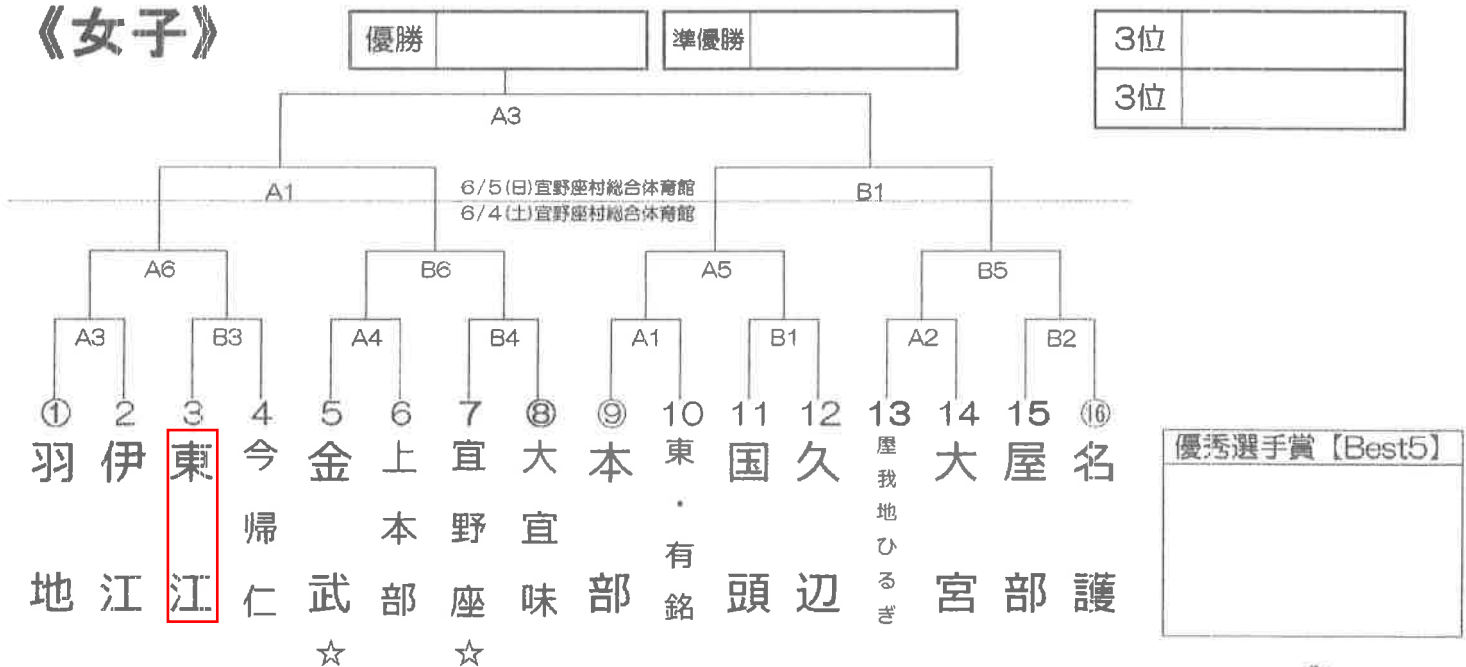 《女子》
優勝
準優勝
3位
3位
A3
A1
6/5(日)宜野座村総合体育館
B1
6/4(土)宜野座村総合体育館
A6
B6
A5
B5
A3
B3
A4
B4
A1
B1
A2
B2
① 2 3 4 5 6 7 ⑧ ⑨ 10 11 12 13 14 15 ⑯
羽地
伊江
東江
今帰仁
金武☆
上本部
宜野座☆
大宜味
本部
東・有銘
国頭
久辺
屋我地ひるぎ
大宮
屋部
名護
優秀選手賞【Best5】